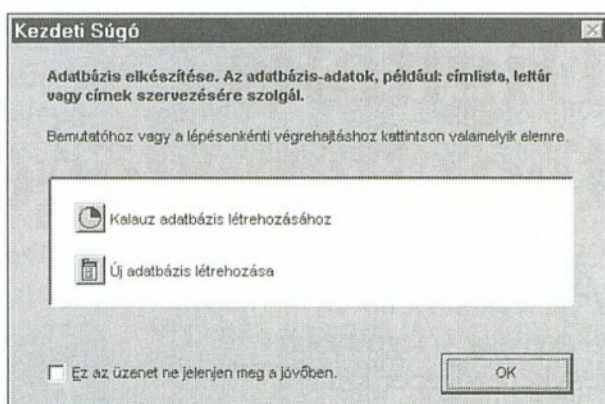 Kezdeti Súgó
Adatbázis elkészítése. Az adatbázis-adatok, például: címlista, leltár
vagy címek szervezésére szolgál.
Bemutatóhoz vagy a lépésenkénti végrehajtáshoz kattintson valamelyik elemre.
Kalauz adatbázis létrehozásához
Új adatbázis létrehozása
Ez az üzenet ne jelenjen meg a jövőben.
OK